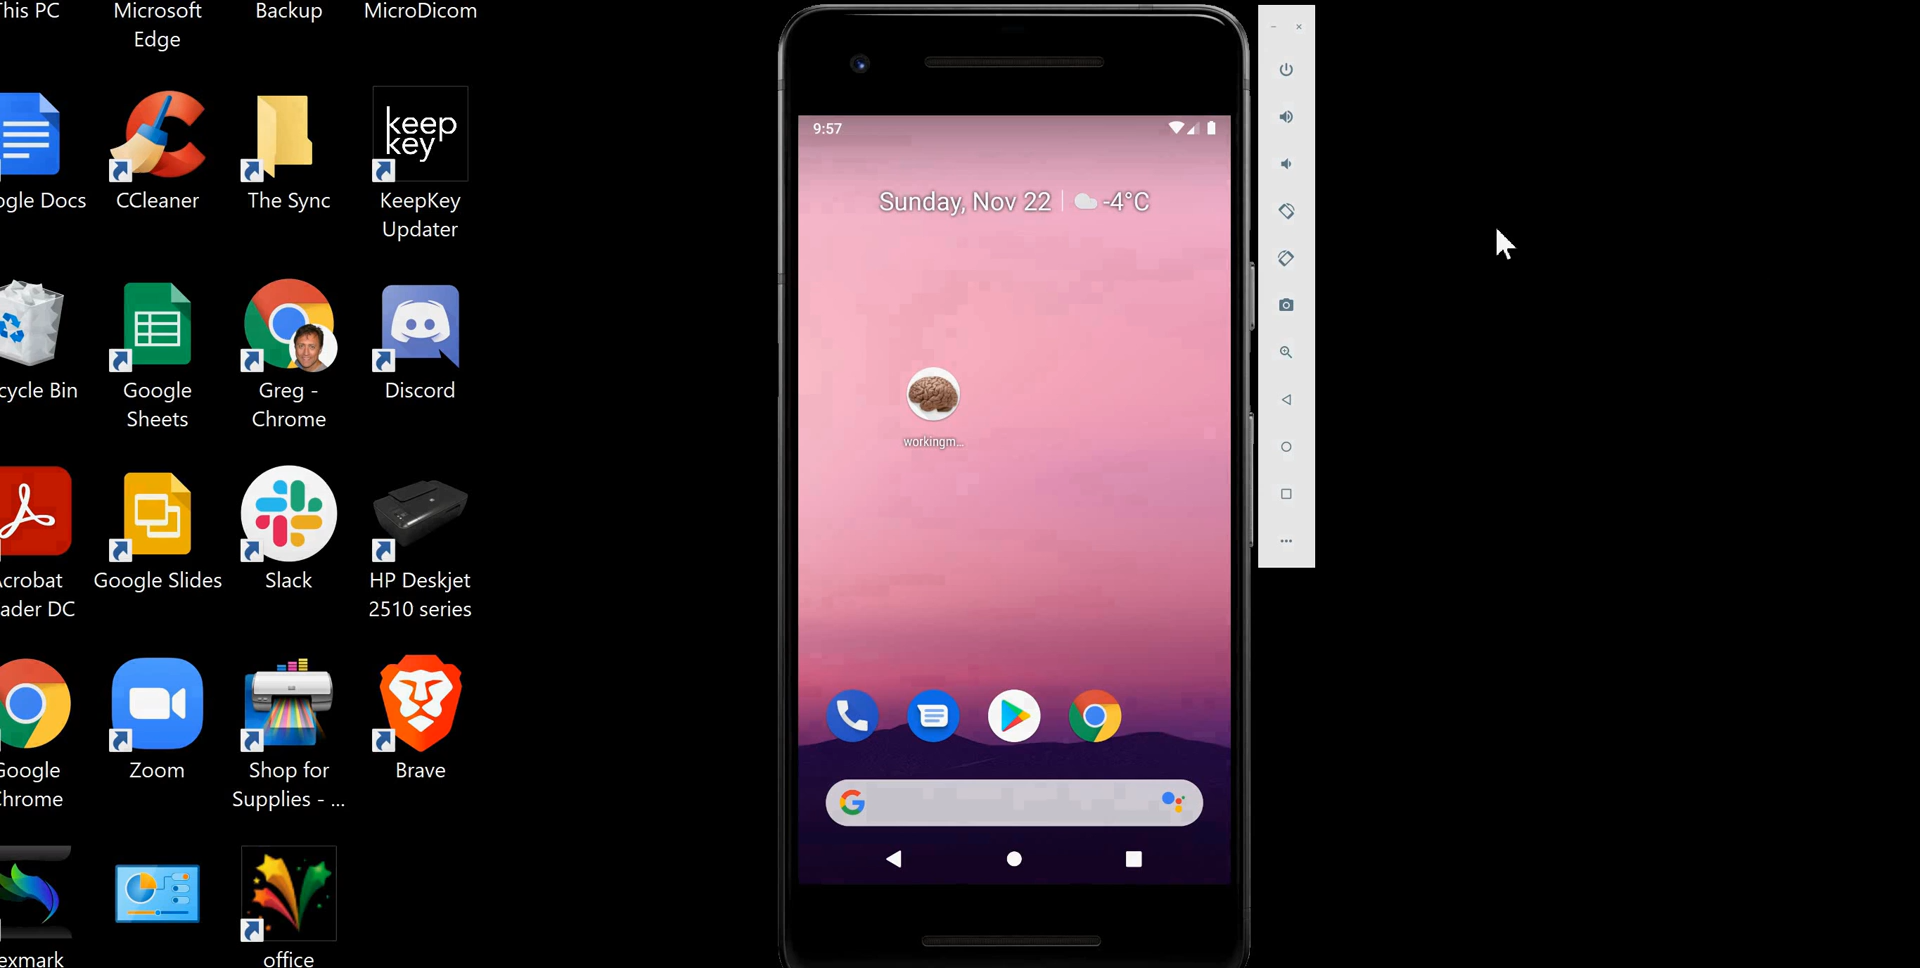 his PC
Microsoft
Edge
Backup
MicroDicom
ogle Docs
CCleaner
The Sync
keep
key
KeepKey
Updater
cycle Bin
Google
Sheets
Greg -
Chrome
Discord
Acrobat
ader DC
Google Slides
Slack
HP Deskjet
2510 series
Google
hrome
Zoom
Shop for
Supplies - ...
Brave
exmark
office
9:57
Sunday, Nov 22
-4°C
workingm...